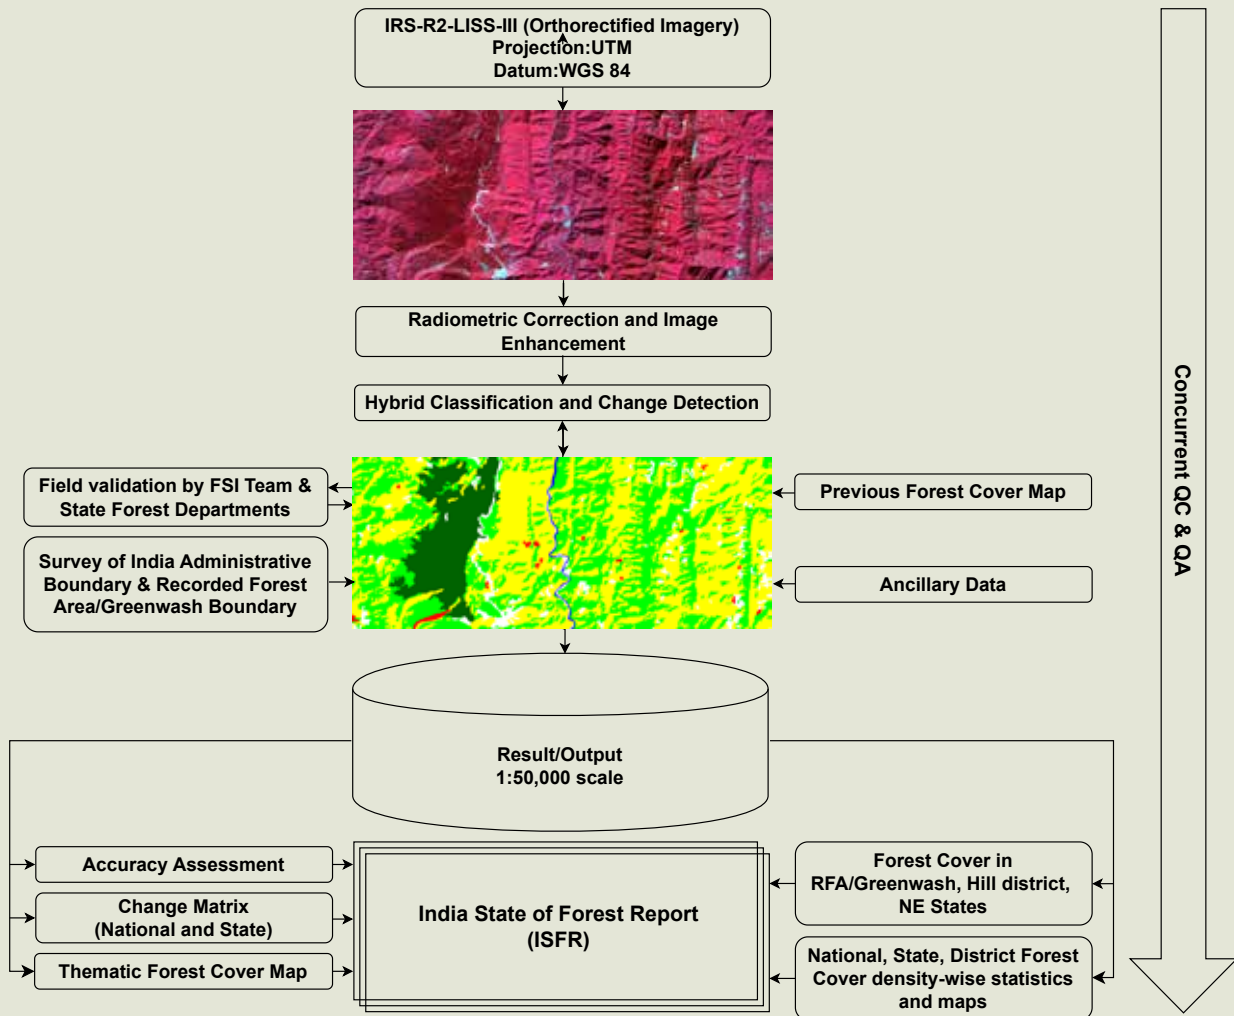 IRS-R2-LISS-III (Orthorectified Imagery)
Projection:UTM
Datum:WGS 84
Radiometric Correction and Image
Enhancement
Hybrid Classification and Change Detection
Field validation by FSI Team &
State Forest Departments
Survey of India Administrative
Boundary & Recorded Forest
Area/Greenwash Boundary
Previous Forest Cover Map
Ancillary Data
Concurrent QC & QA
Result/Output
1:50,000 scale
Accuracy Assessment
Change Matrix
(National and State)
Thematic Forest Cover Map
India State of Forest Report
(ISFR)
Forest Cover in
RFA/Greenwash, Hill district,
NE States
National, State, District Forest
Cover density-wise statistics
and maps